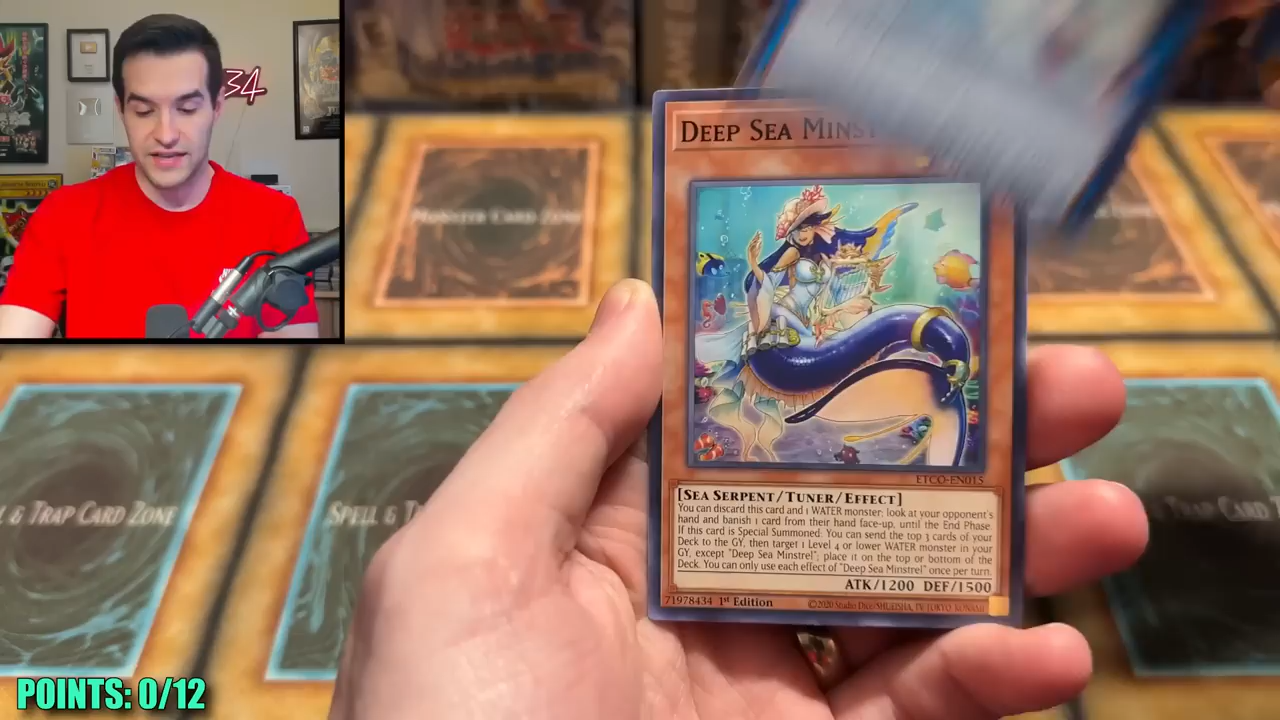 34
MONSTER CARD ZONE
DEEP SEA MINST
ETCO-EN015
[SEA SERPENT/TUNER/EFFECT]
You can discard this card and 1 WATER monster; look at your opponent's
hand and banish 1 card from their hand face-up, until the End Phase.
If this card is Special Summoned: You can send the top 3 cards of your
Deck to the GY, then target 1 Level 4 or lower WATER monster in your
GY, except "Deep Sea Minstrel"; place it on the top or bottom of the
Deck. You can only use each effect of "Deep Sea Minstrel" once per turn.
ATK/1200 DEF/1500
71978434 1st Edition ©2020 Studio Dice/SHUEISHA, TV TOKYO, KONAMI
L & TRAP CARD ZONE
SPELL & T
TRAP CARD
POINTS: 0/12